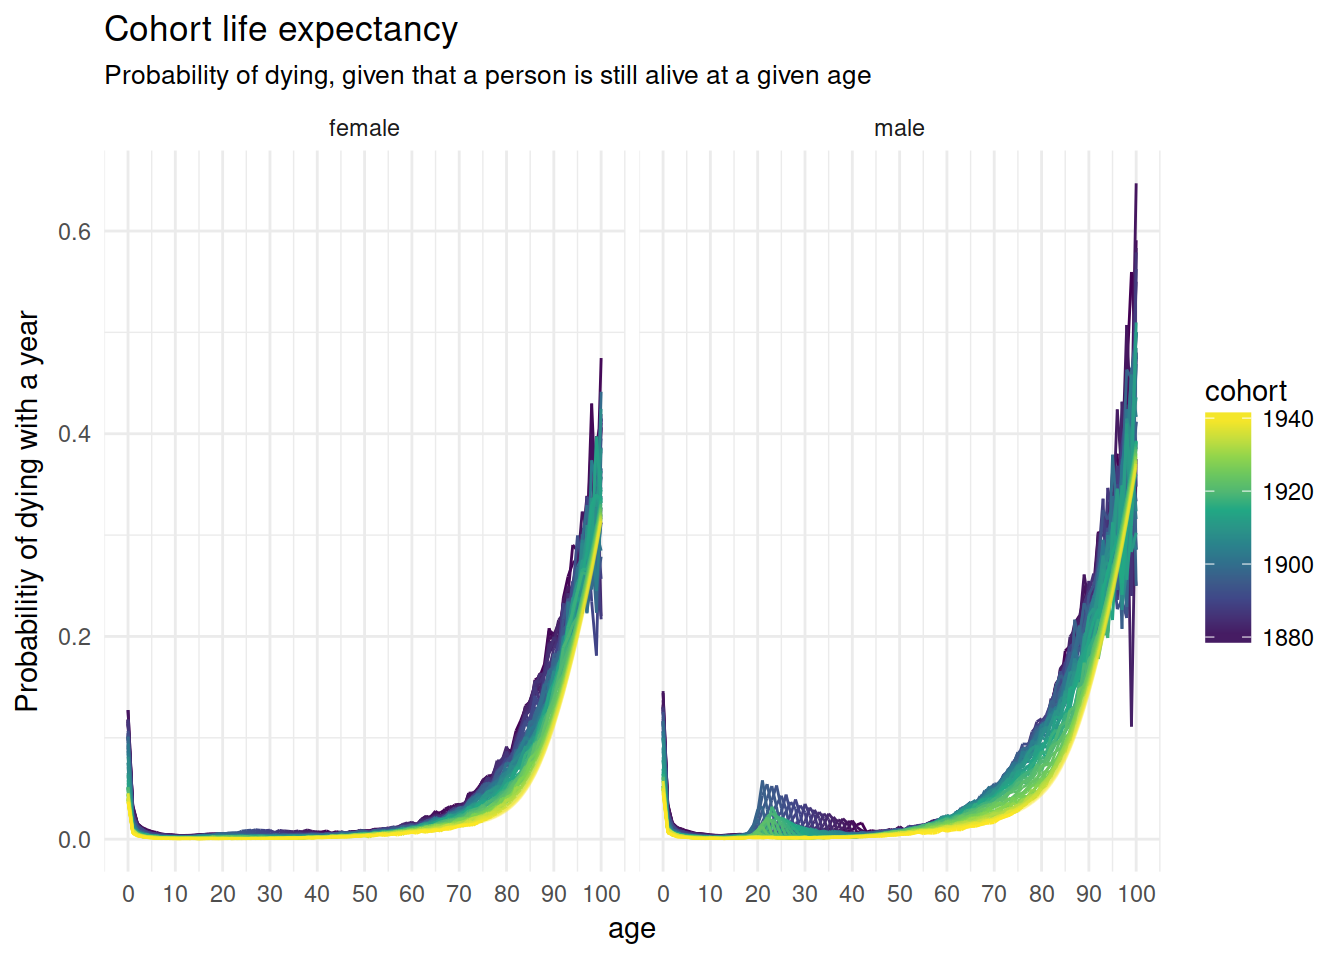 Cohort life expectancy
Probability of dying, given that a person is still alive at a given age
female
male
Probabilitiy of dying with a year
0.6
0.4
0.2
0.0
0 10 20 30 40 50 60 70 80 90 100
0 10 20 30 40 50 60 70 80 90 100
age
cohort
1940
1920
1900
1880